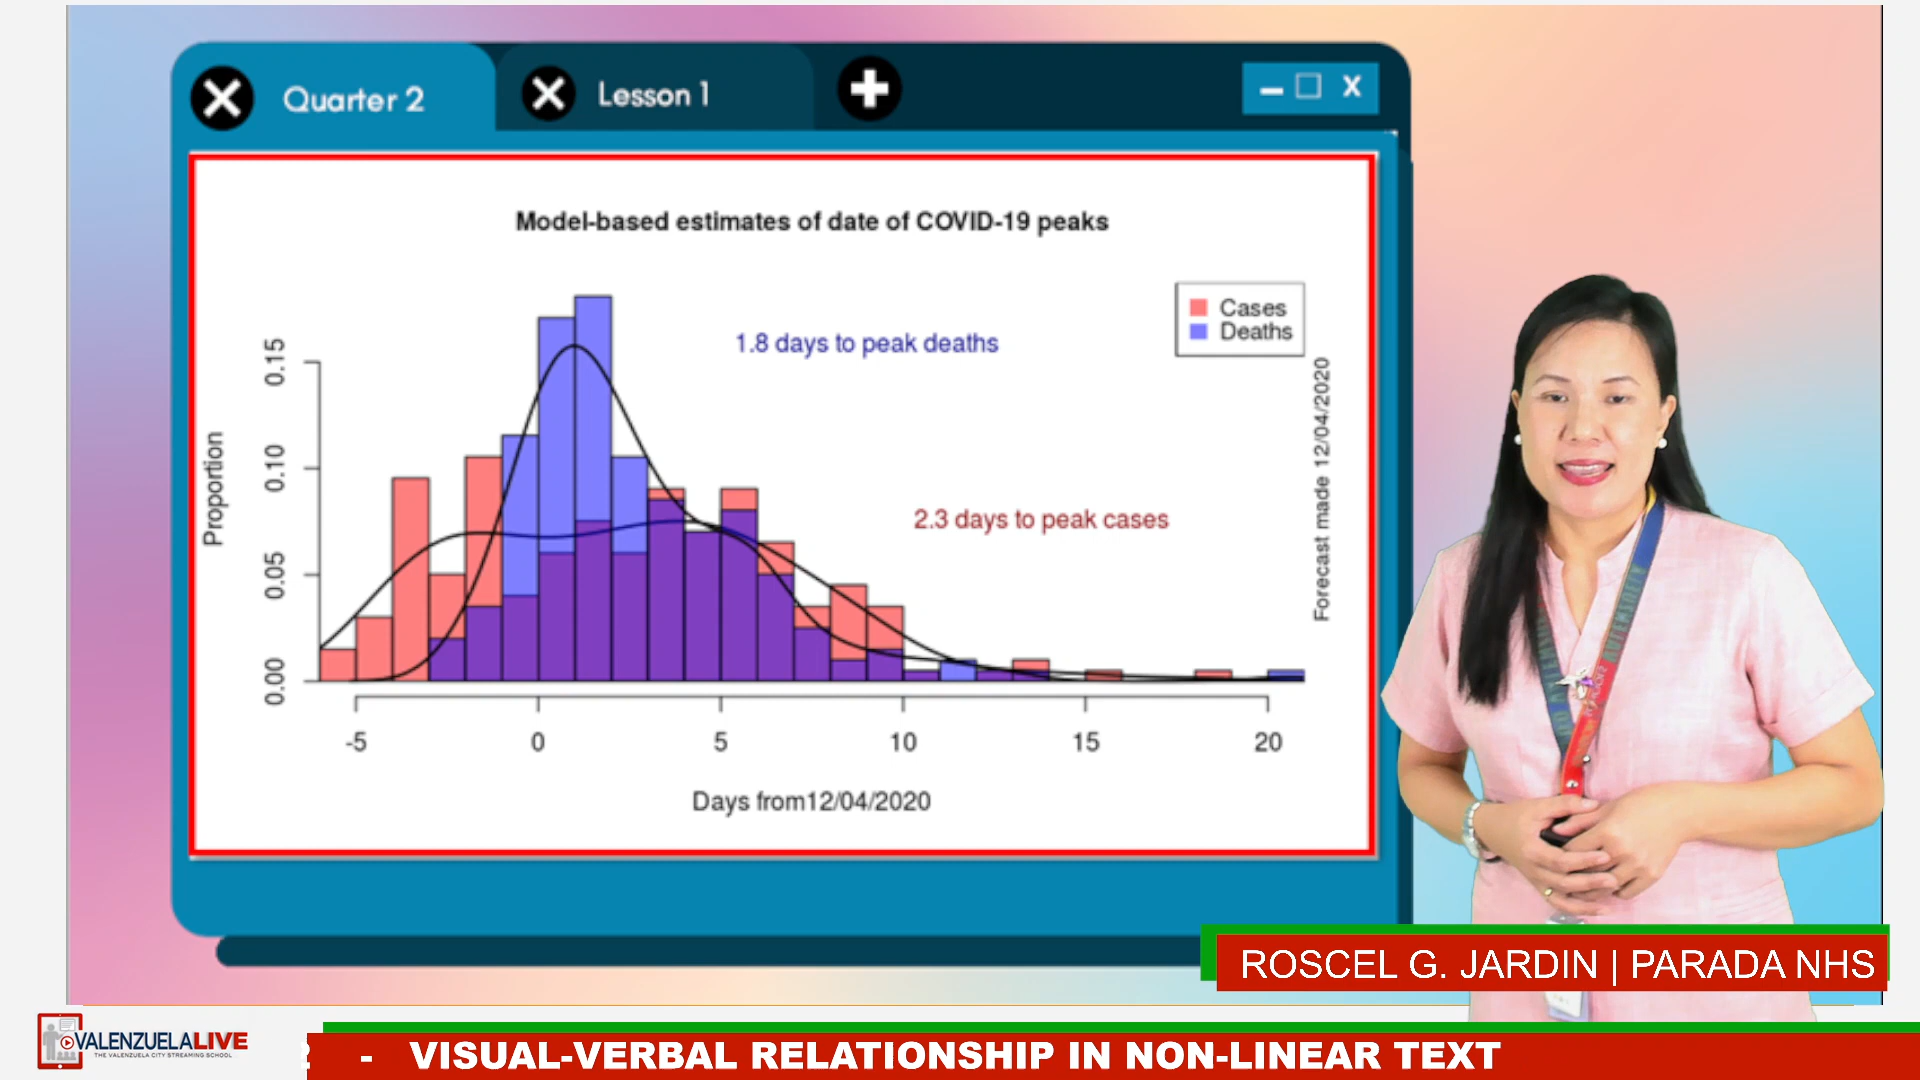 Quarter 2
Lesson 1
Model-based estimates of date of COVID-19 peaks
Cases
Deaths
1.8 days to peak deaths
2.3 days to peak cases
Proportion
0.00
0.05
0.10
0.15
-5
0
5
10
15
20
Days from12/04/2020
Forecast made 12/04/2020
ROSCEL G. JARDIN | PARADA NHS
VALENZUELALIVE
THE VALENZUELA CITY STREAMING SCHOOL
- VISUAL-VERBAL RELATIONSHIP IN NON-LINEAR TEXT